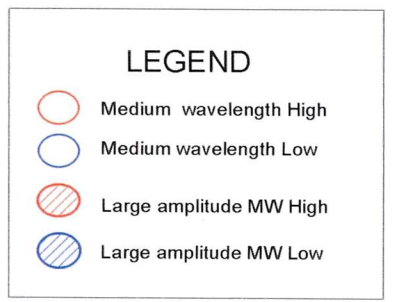 LEGEND
Medium wavelength High
Medium wavelength Low
Large amplitude MW High
Large amplitude MW Low